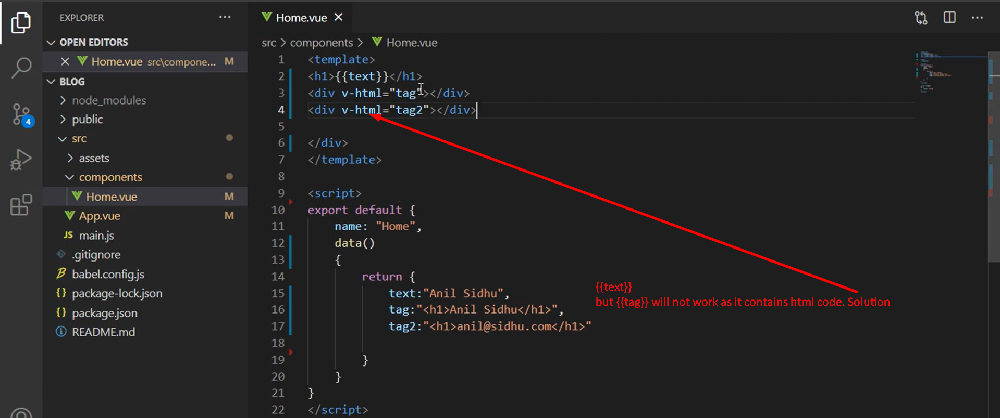 EXPLORER ···
OPEN EDITORS
Home.vue src\compone... M
BLOG
node_modules
public
src
assets
components
Home.vue M
App.vue M
JS main.js
.gitignore
babel.config.js
{} package-lock.json
{} package.json
README.md
4
Home.vue
src > components > Home.vue
1 <template>
2 <h1>{{text}}</h1>
3 <div v-html="tag"></div>
4 <div v-html="tag2"></div>
5
6 </div>
7 </template>
8
9 <script>
10 export default {
11 name: "Home",
12 data()
13 {
14 return {
15 text:"Anil Sidhu",
16 tag:"<h1>Anil Sidhu</h1>",
17 tag2:"<h1>anil@sidhu.com</h1>"
18
19 }
20 }
21 }
22 </script>
{{text}}
but {{tag}} will not work as it contains html code. Solution